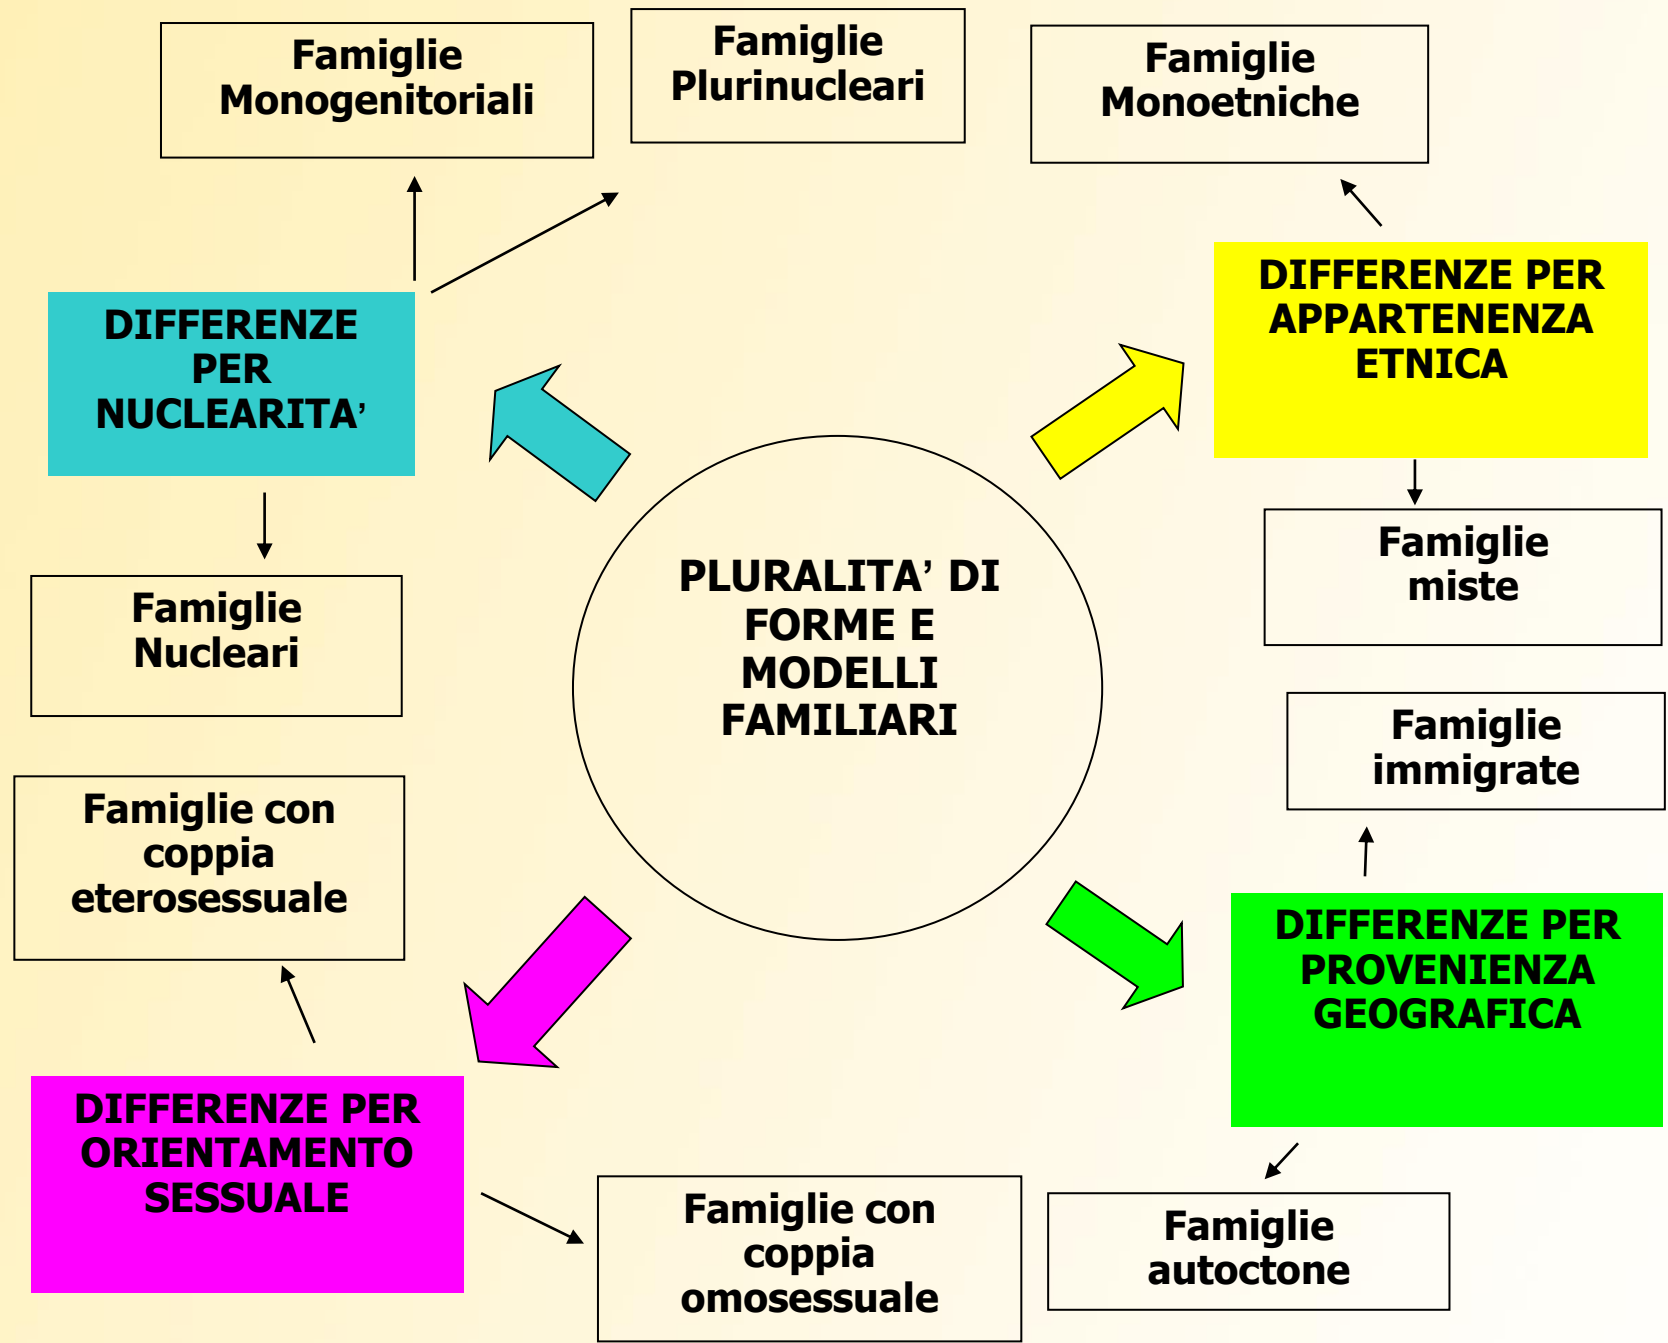 Famiglie
Monogenitoriali
Famiglie
Plurinucleari
Famiglie
Monoetniche
DIFFERENZE
PER
NUCLEARITA’
DIFFERENZE PER
APPARTENENZA
ETNICA
Famiglie
Nucleari
PLURALITA’ DI
FORME E
MODELLI
FAMILIARI
Famiglie
miste
Famiglie
immigrate
Famiglie con
coppia
eterosessuale
DIFFERENZE PER
PROVENIENZA
GEOGRAFICA
DIFFERENZE PER
ORIENTAMENTO
SESSUALE
Famiglie con
coppia
omosessuale
Famiglie
autoctone